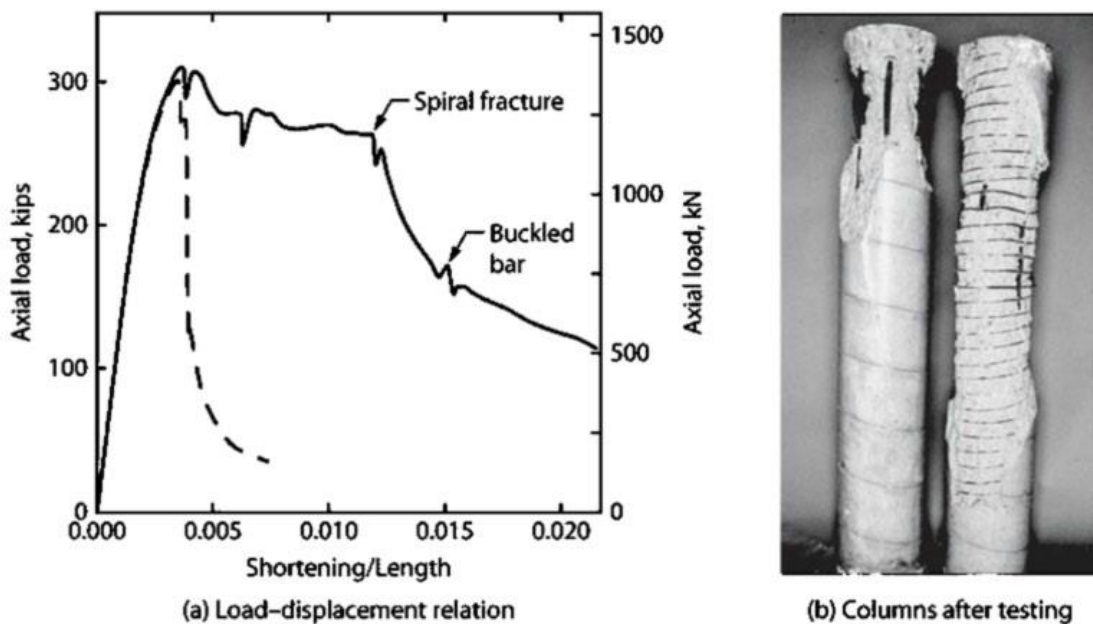 1500
300
Spiral fracture
200
1000
Buckled
bar
Axial load, kips
Axial load, kN
100
500
0
0
0.000
0.005
0.010
0.015
0.020
Shortening/Length
(a) Load–displacement relation
(b) Columns after testing